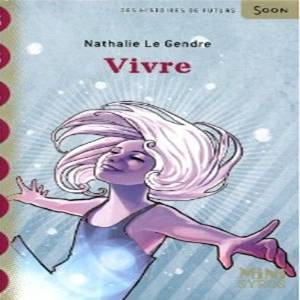 DES HISTOIRES DE FUTURS SOON
Nathalie Le Gendre
Vivre
MINI
SYROS